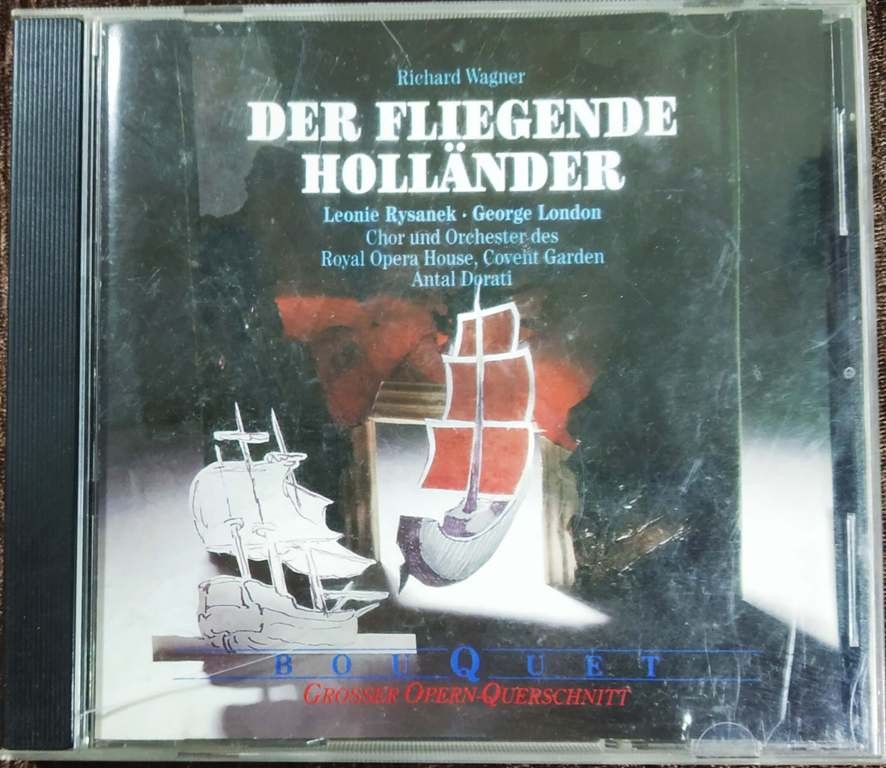 Richard Wagner
DER FLIEGENDE
HOLLÄNDER
Leonie Rysanek · George London
Chor und Orchester des
Royal Opera House, Covent Garden
Antal Dorati
BOUQUET
GROSSER OPERN-QUERSCHNITT